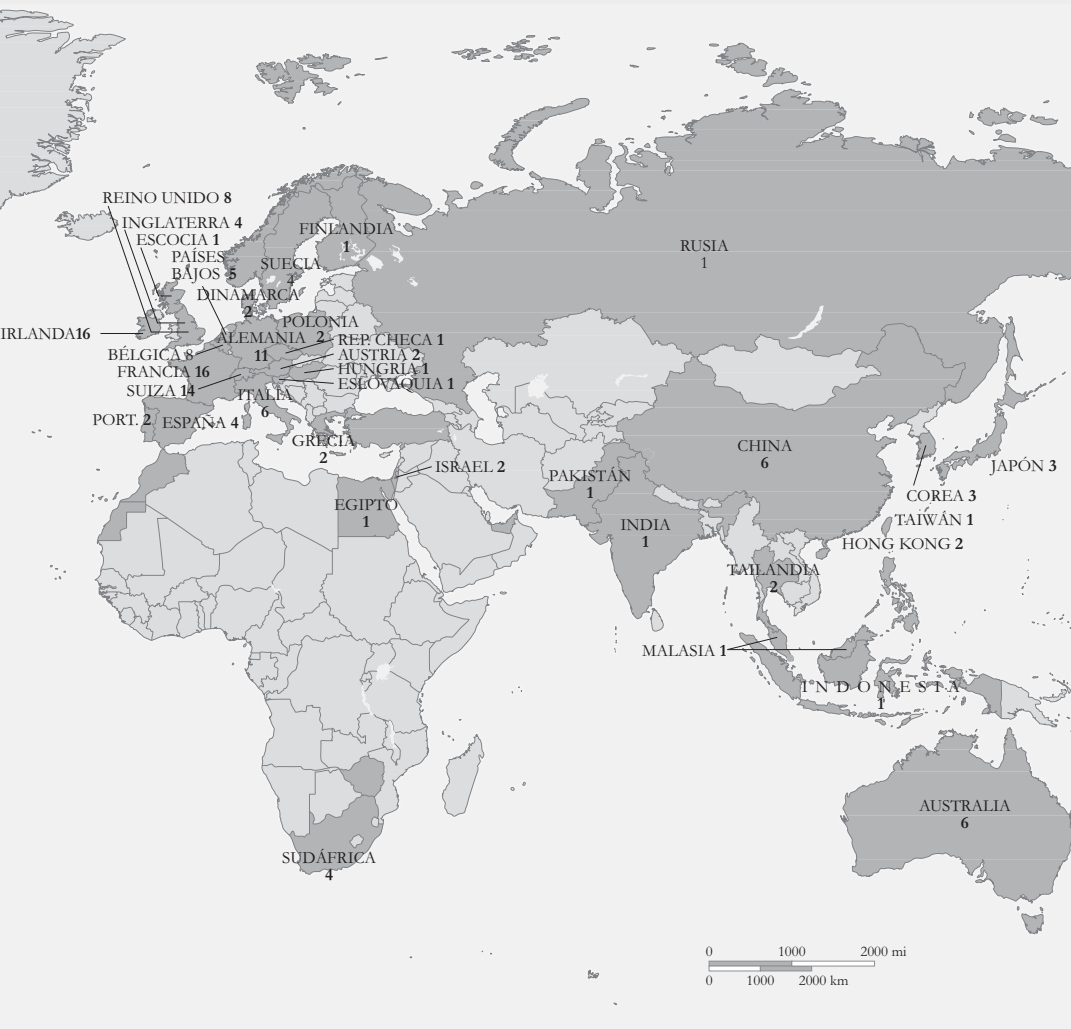 REINO UNIDO 8
INGLATERRA 4
ESCOCIA 1
PAÍSES
BAJOS 5
FINLANDIA
1
SUECIA
4
RUSIA
1
DINAMARCA
2
POLONIA
2
IRLANDA16
ALEMANIA
11
REP. CHECA 1
BÉLGICA 8
AUSTRIA 2
FRANCIA 16
HUNGRIA 1
SUIZA 14
ESLOVAQUIA 1
ITALIA
6
PORT. 2
ESPAÑA 4
GRECIA
2
ISRAEL 2
EGIPTO
1
PAKISTÁN
1
INDIA
1
CHINA
6
JAPÓN 3
COREA 3
TAIWÁN 1
HONG KONG 2
TAILANDIA
2
MALASIA 1
INDONESIA
1
AUSTRALIA
6
SUDÁFRICA
4
0 1000 2000 mi
0 1000 2000 km